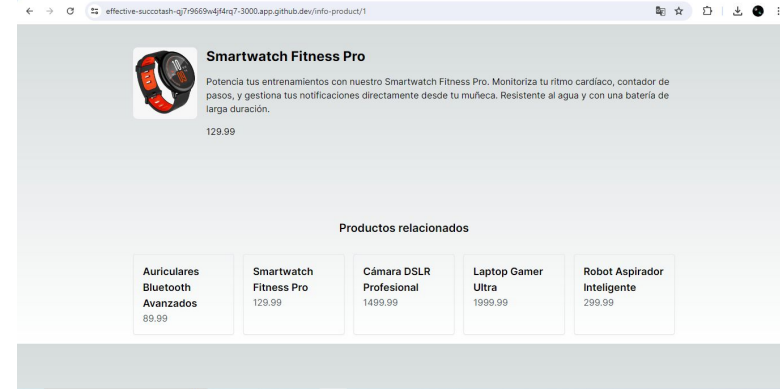 effective-succotash-qj7r9669w4jf4rq7-3000.app.github.dev/info-product/1
Smartwatch Fitness Pro
Potencia tus entrenamientos con nuestro Smartwatch Fitness Pro. Monitoriza tu ritmo cardíaco, contador de
pasos, y gestiona tus notificaciones directamente desde tu muñeca. Resistente al agua y con una batería de
larga duración.
129.99
Productos relacionados
Auriculares
Bluetooth
Avanzados
89.99
Smartwatch
Fitness Pro
129.99
Cámara DSLR
Profesional
1499.99
Laptop Gamer
Ultra
1999.99
Robot Aspirador
Inteligente
299.99